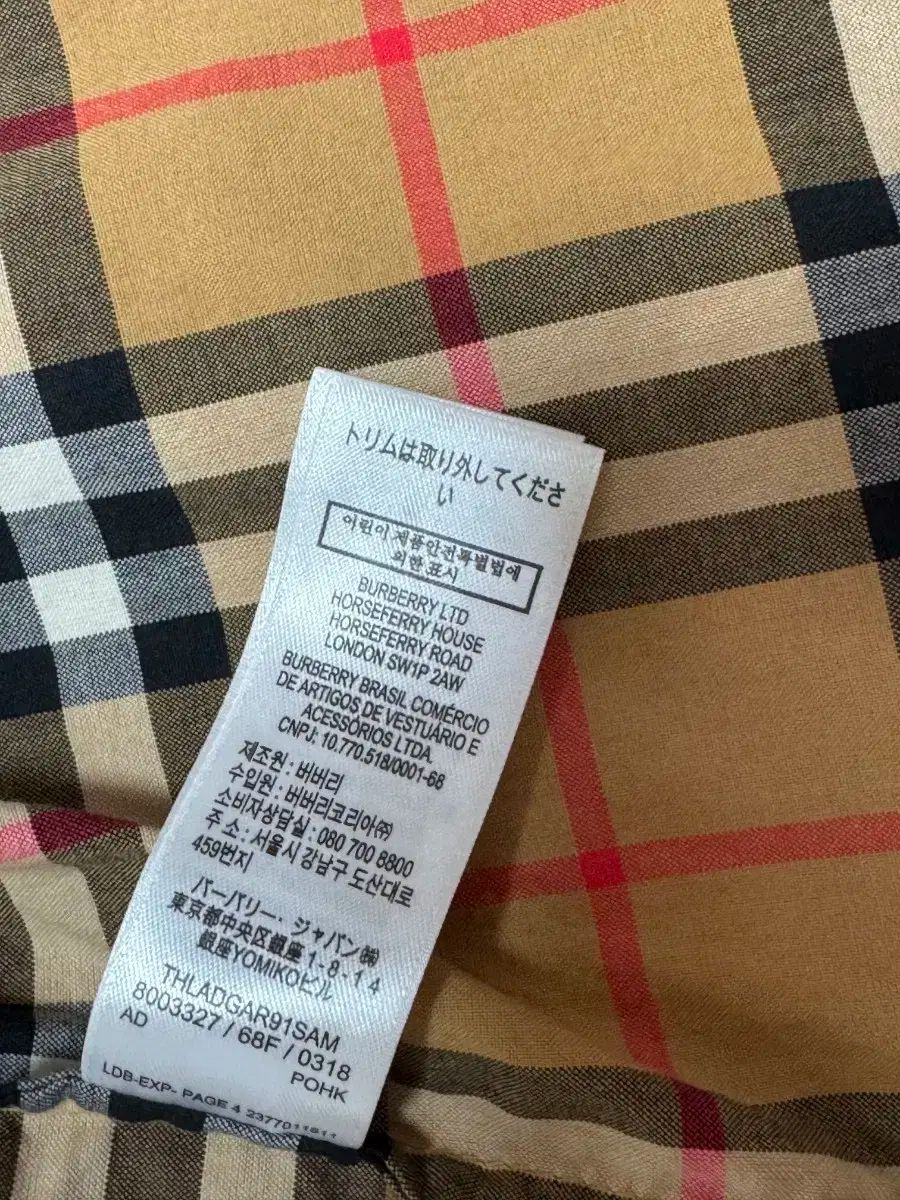 トリムは取り外してくださ
い
어린이제품안전특별법에
의한 표시
BURBERRY LTD
HORSEFERRY HOUSE
HORSEFERRY ROAD
LONDON SW1P 2AW
BURBERRY BRASIL COMÉRCIO
DE ARTIGOS DE VESTUÁRIO E
ACESSÓRIOS LTDA.
CNPJ: 10.770.518/0001-68
제조원 : 버버리
수입원 : 버버리코리아㈜
소비자상담실 : 080 700 8800
주 소 : 서울시 강남구 도산대로
459번지
バーバリー・ジャパン㈱
東京都中央区銀座1-8-14
銀座YOMIKOビル
THLADGAR91SAM
8003327 / 68F / 0318
AD
POHK
LDB-EXP- PAGE 4